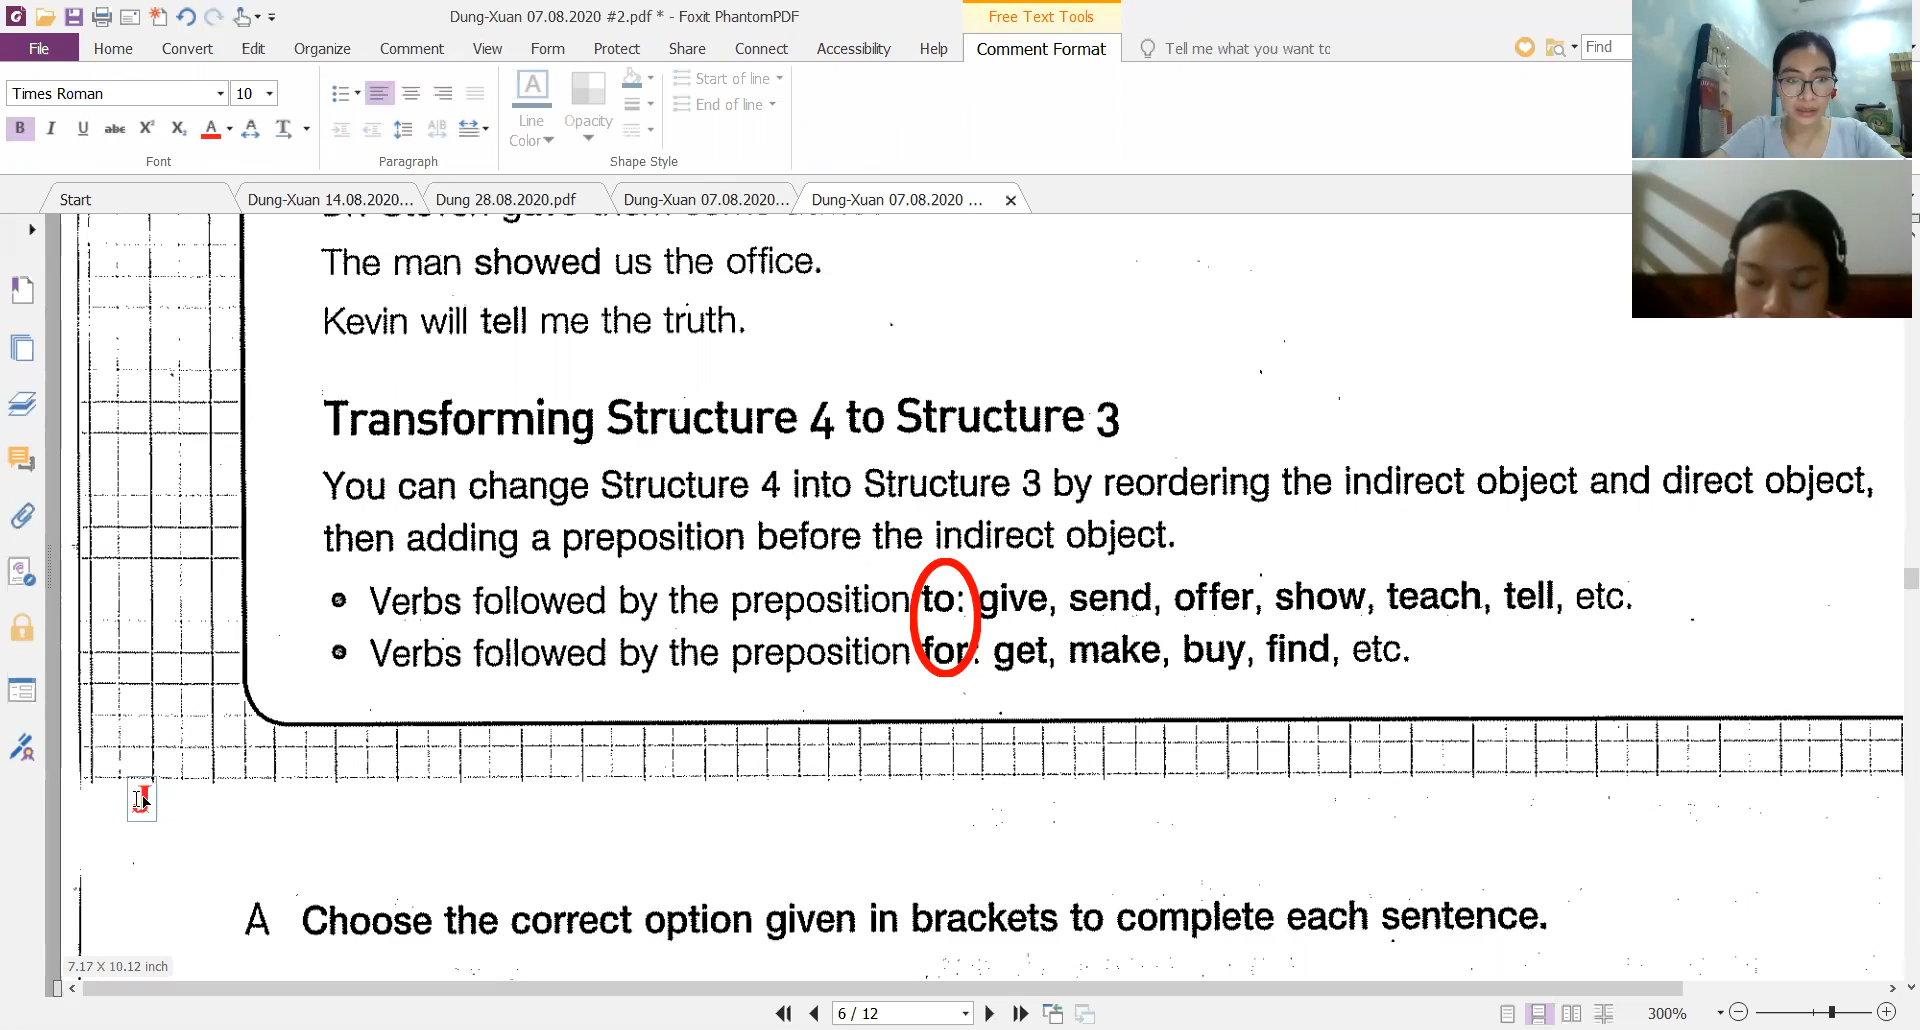 Dung-Xuan 07.08.2020 #2.pdf * - Foxit PhantomPDF
Free Text Tools
File Home Convert Edit Organize Comment View Form Protect Share Connect Accessibility Help Comment Format Tell me what you want to Find
Times Roman 10
Start of line
End of line
Line
Color
Opacity
B I U abc X² X₂ A A T
Font Paragraph Shape Style
Start Dung-Xuan 14.08.2020... Dung 28.08.2020.pdf Dung-Xuan 07.08.2020... Dung-Xuan 07.08.2020 ...
The man showed us the office.
Kevin will tell me the truth.
Transforming Structure 4 to Structure 3
You can change Structure 4 into Structure 3 by reordering the indirect object and direct object,
then adding a preposition before the indirect object.
Verbs followed by the preposition to: give, send, offer, show, teach, tell, etc.
Verbs followed by the preposition for: get, make, buy, find, etc.
J
A Choose the correct option given in brackets to complete each sentence.
7.17 X 10.12 inch
6 / 12
300%